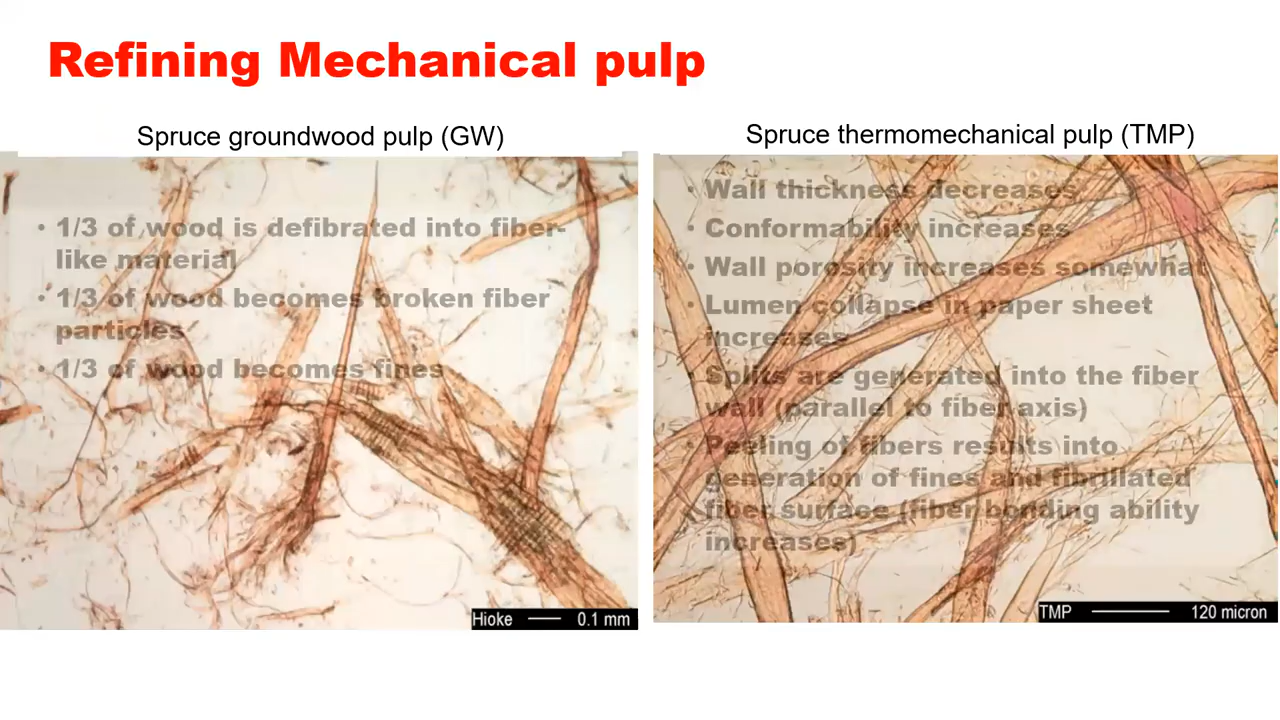 Refining Mechanical pulp
Spruce groundwood pulp (GW)
• 1/3 of wood is defibrated into fiber-
like material
• 1/3 of wood becomes broken fiber
particles
• 1/3 of wood becomes fines
Hioke 0.1 mm
Spruce thermomechanical pulp (TMP)
• Wall thickness decreases
• Conformability increases
• Wall porosity increases somewhat
• Lumen collapse in paper sheet
increases
• Splits are generated into the fiber
wall (parallel to fiber axis)
• Peeling of fibers results into
generation of fines and fibrillated
fiber surface (fiber bonding ability
increases)
TMP 120 micron